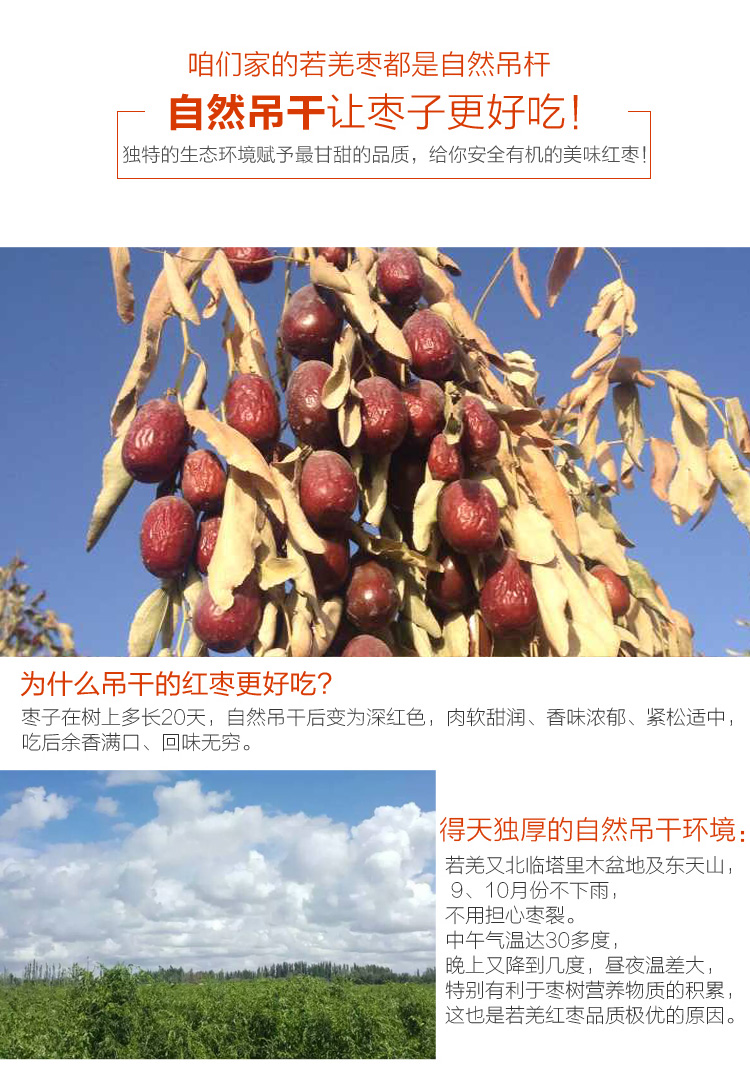 咱们家的若羌枣都是自然吊杆
自然吊干让枣子更好吃！
独特的生态环境赋予最甘甜的品质，给你安全有机的美味红枣！
为什么吊干的红枣更好吃？
枣子在树上多长20天，自然吊干后变为深红色，肉软甜润、香味浓郁、紧松适中，
吃后余香满口、回味无穷。
得天独厚的自然吊干环境：
若羌又北临塔里木盆地及东天山，
9、10月份不下雨，
不用担心枣裂。
中午气温达30多度，
晚上又降到几度，昼夜温差大，
特别有利于枣树营养物质的积累，
这也是若羌红枣品质极优的原因。